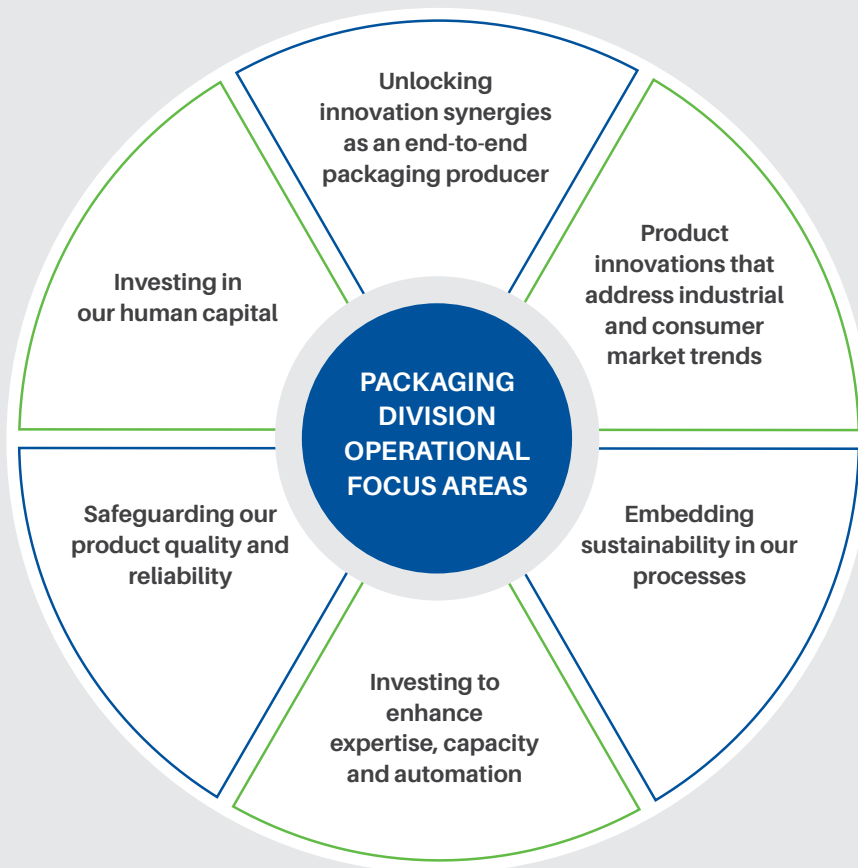 Unlocking
innovation synergies
as an end-to-end
packaging producer
Product
innovations that
address industrial
and consumer
market trends
Embedding
sustainability in our
processes
Investing to
enhance
expertise, capacity
and automation
Safeguarding our
product quality and
reliability
Investing in
our human capital
PACKAGING
DIVISION
OPERATIONAL
FOCUS AREAS